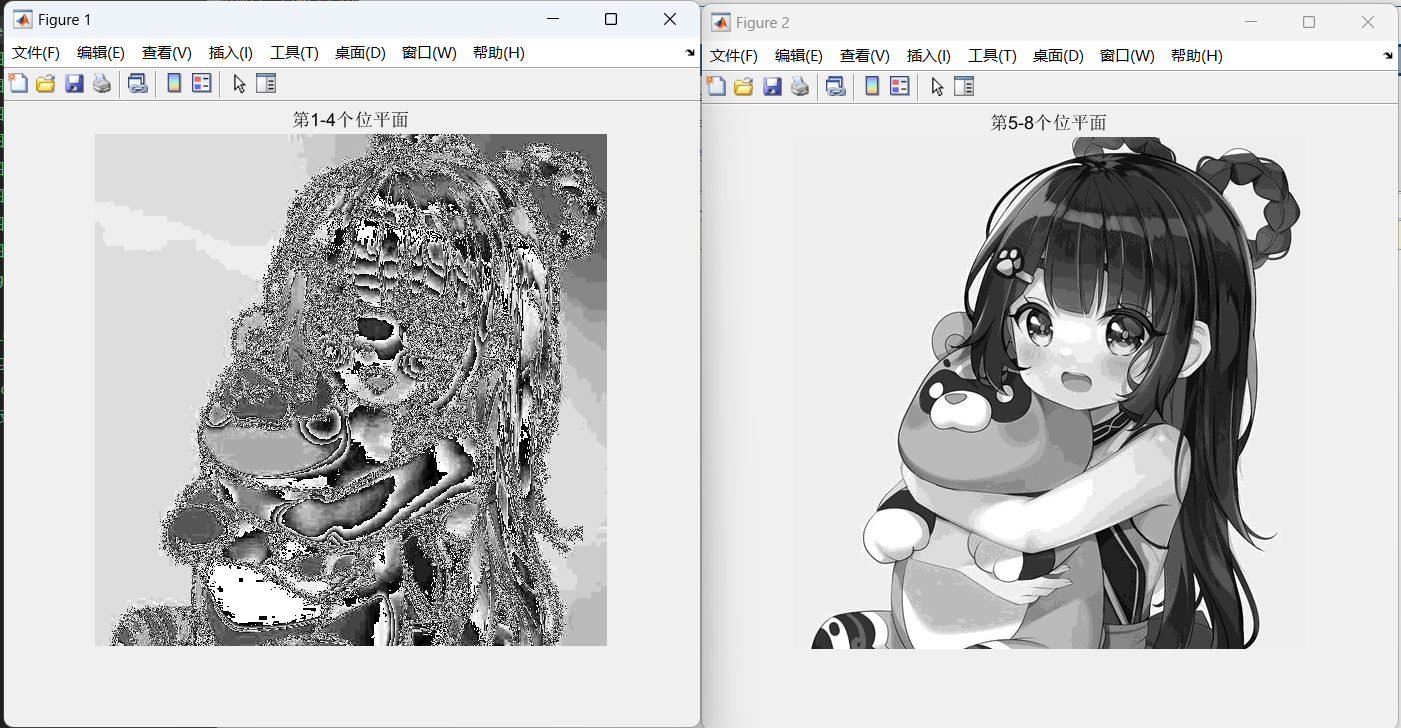 Figure 1
文件(F) 编辑(E) 查看(V) 插入(I) 工具(T) 桌面(D) 窗口(W) 帮助(H)
第1-4个位平面
Figure 2
文件(F) 编辑(E) 查看(V) 插入(I) 工具(T) 桌面(D) 窗口(W) 帮助(H)
第5-8个位平面